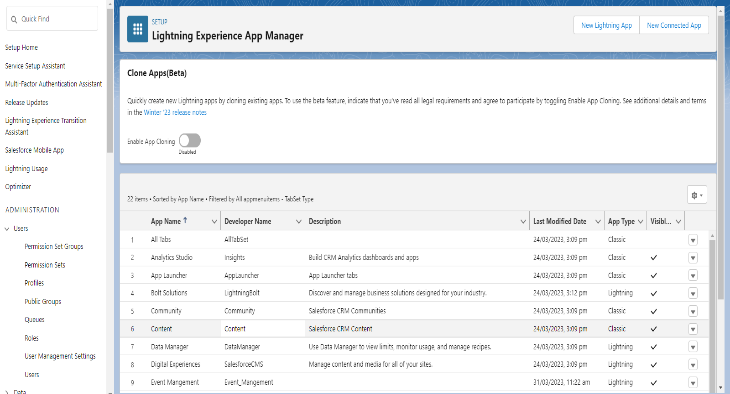 Quick Find
Setup Home
Service Setup Assistant
Multi-Factor Authentication Assistant
Release Updates
Lightning Experience Transition
Assistant
Salesforce Mobile App
Lightning Usage
Optimizer
ADMINISTRATION
Users
Permission Set Groups
Permission Sets
Profiles
Public Groups
Queues
Roles
User Management Settings
Users
Data
SETUP
Lightning Experience App Manager
New Lightning App New Connected App
Clone Apps(Beta)
Quickly create new Lightning apps by cloning existing apps. To use the beta feature, indicate that you've read all legal requirements and agree to participate by toggling Enable App Cloning. See additional details and terms
in the Winter '23 release notes
Enable App Cloning
Disabled
22 items • Sorted by App Name • Filtered by All appmenuitems - TabSet Type
App Name Developer Name Description Last Modified Date App Type Visibl...
1 All Tabs AllTabSet 24/03/2023, 3:09 pm Classic
2 Analytics Studio Insights Build CRM Analytics dashboards and apps 24/03/2023, 3:09 pm Classic
3 App Launcher AppLauncher App Launcher tabs 24/03/2023, 3:09 pm Classic
4 Bolt Solutions LightningBolt Discover and manage business solutions designed for your industry. 24/03/2023, 3:12 pm Lightning
5 Community Community Salesforce CRM Communities 24/03/2023, 3:09 pm Classic
6 Content Content Salesforce CRM Content 24/03/2023, 3:09 pm Classic
7 Data Manager DataManager Use Data Manager to view limits, monitor usage, and manage recipes. 24/03/2023, 3:09 pm Lightning
8 Digital Experiences SalesforceCMS Manage content and media for all of your sites. 24/03/2023, 3:09 pm Lightning
9 Event Mangement Event_Mangement 31/03/2023, 11:22 am Lightning